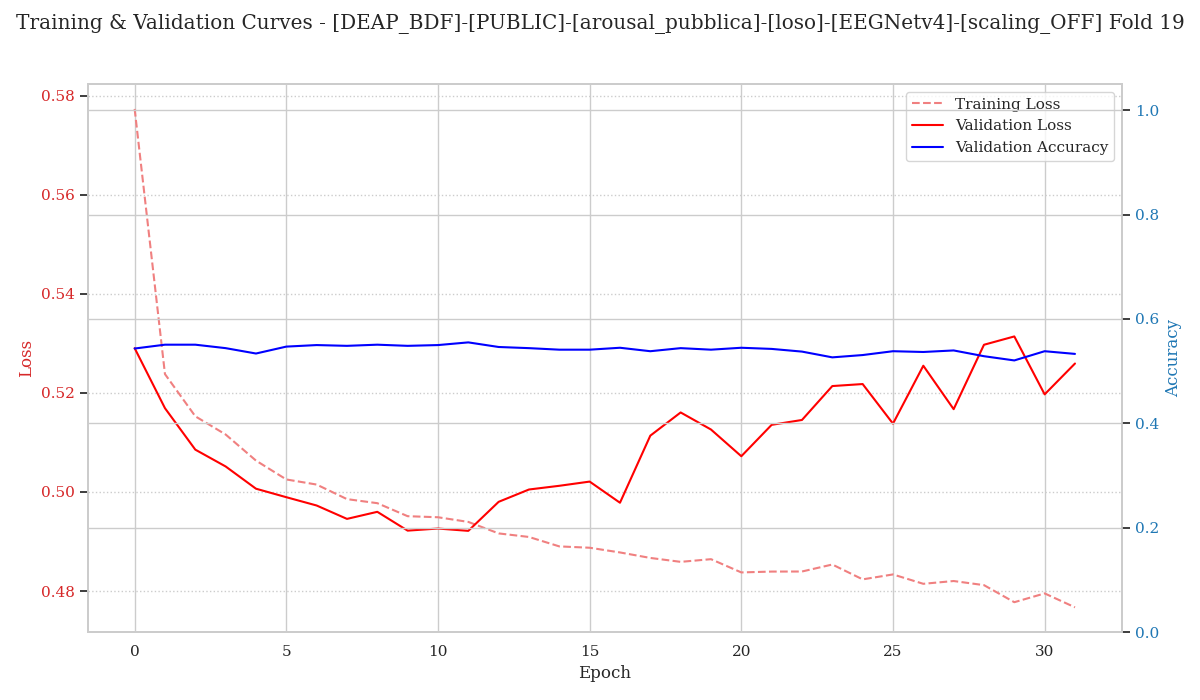 Training & Validation Curves - [DEAP_BDF]-[PUBLIC]-[arousal_pubblica]-[loso]-[EEGNetv4]-[scaling_OFF] Fold 19
Training Loss
Validation Loss
Validation Accuracy
0.58
0.56
0.54
0.52
0.50
0.48
Loss
1.0
0.8
0.6
0.4
0.2
0.0
Accuracy
0 5 10 15 20 25 30
Epoch